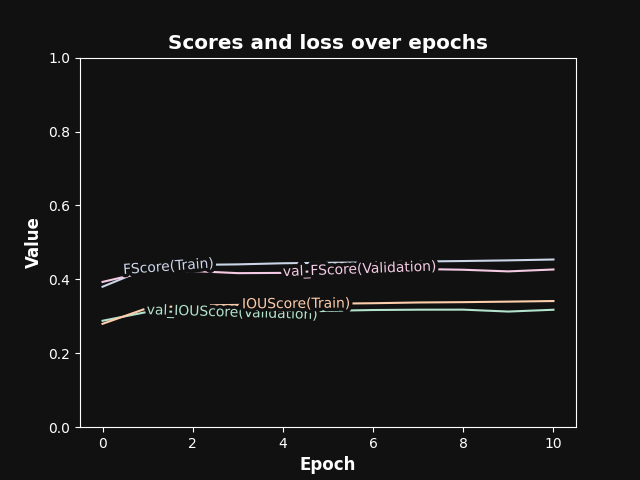 Scores and loss over epochs
1.0
0.8
0.6
0.4
0.2
0.0
Value
FScore(Train)
val_FScore(Validation)
IOUScore(Train)
val_IOUScore(Validation)
0 2 4 6 8 10
Epoch